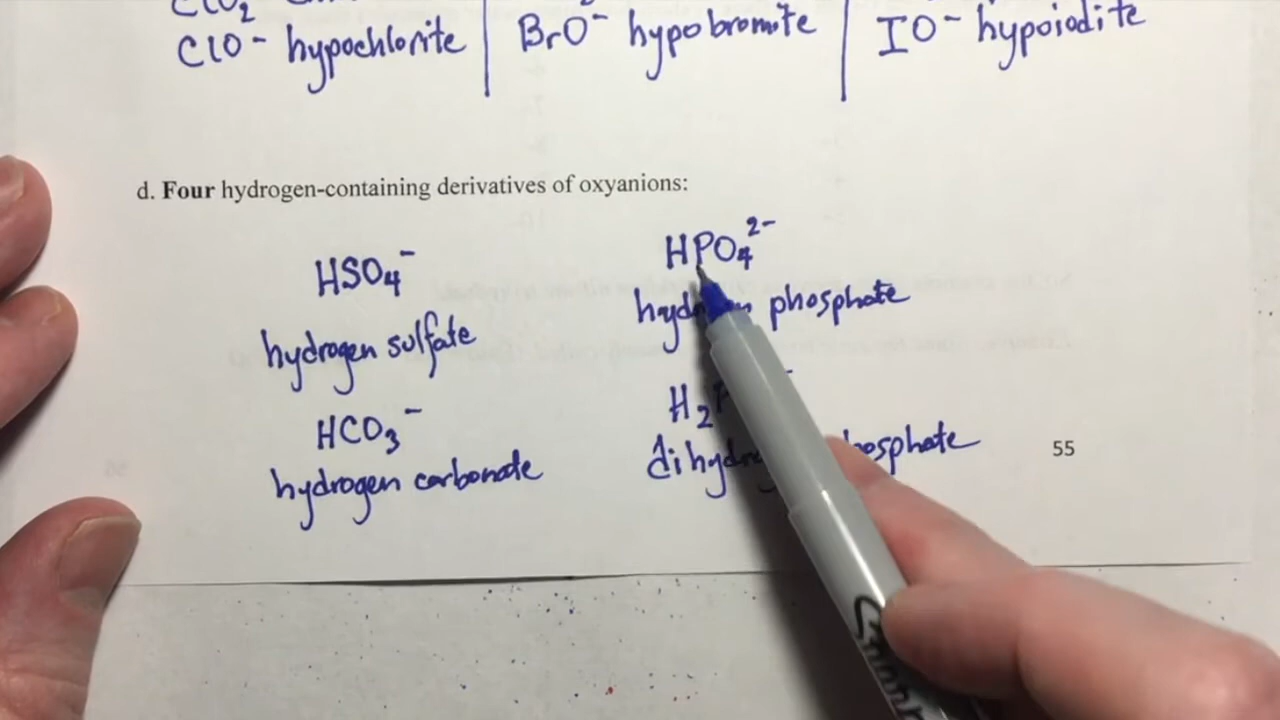 ClO⁻ hypochlorite | BrO⁻ hypobromite | IO⁻ hypoiodite
d. Four hydrogen-containing derivatives of oxyanions:
HSO₄⁻
hydrogen sulfate
HCO₃⁻
hydrogen carbonate
HPO₄²⁻
phosphate
H₂
55